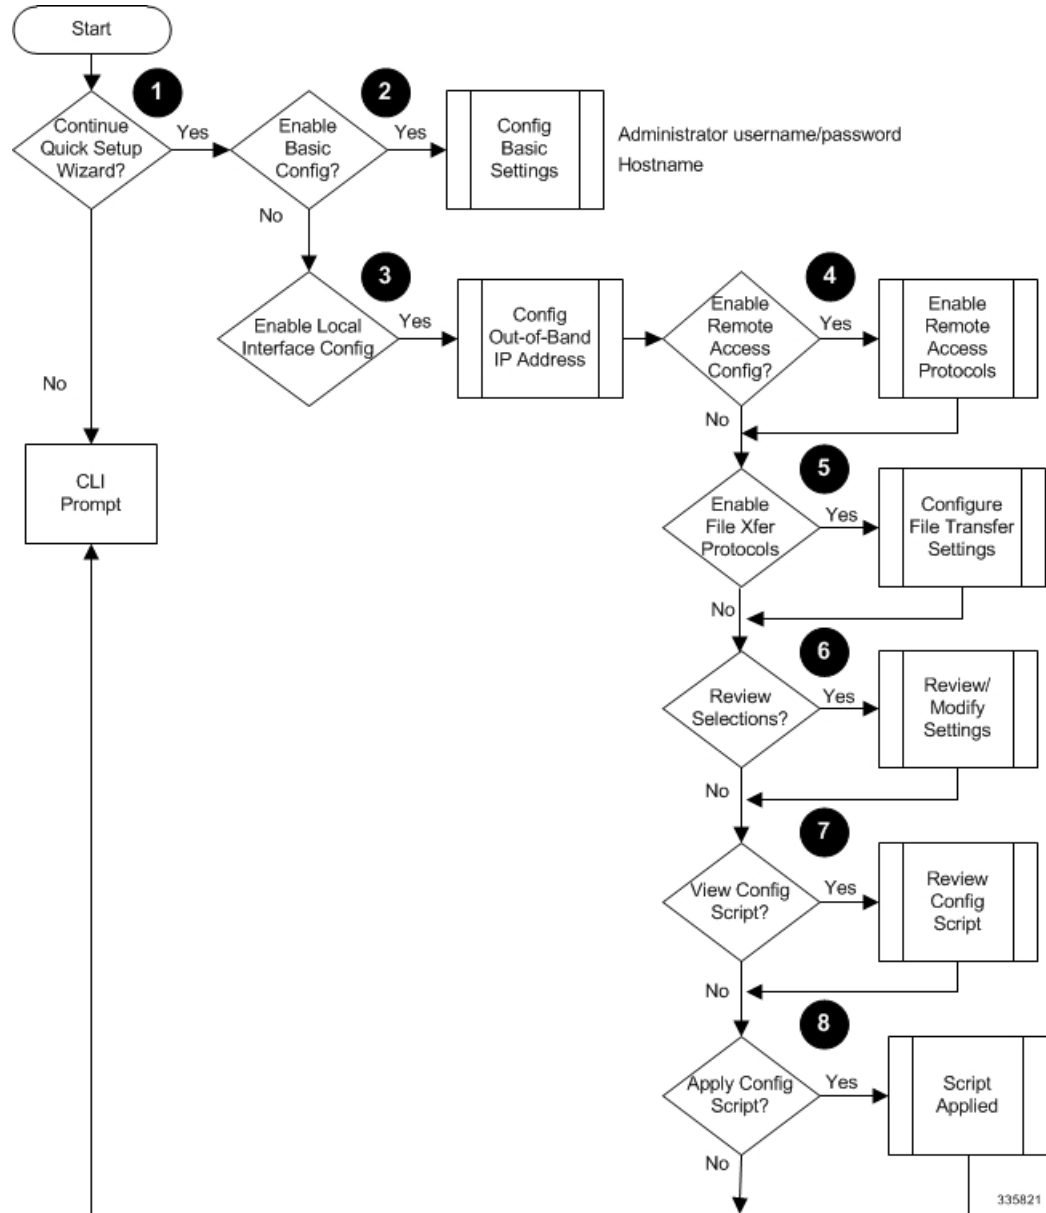 Start
1
Continue
Quick Setup
Wizard?
Yes
2
Enable
Basic
Config?
Yes
Config
Basic
Settings
Administrator username/password
Hostname
No
3
Enable Local
Interface Config
Yes
Config
Out-of-Band
IP Address
4
Enable
Remote
Access
Config?
Yes
Enable
Remote
Access
Protocols
No
No
CLI
Prompt
5
Enable
File Xfer
Protocols
Yes
Configure
File Transfer
Settings
No
6
Review
Selections?
Yes
Review/
Modify
Settings
No
7
View Config
Script?
Yes
Review
Config
Script
No
8
Apply Config
Script?
Yes
Script
Applied
No
335821